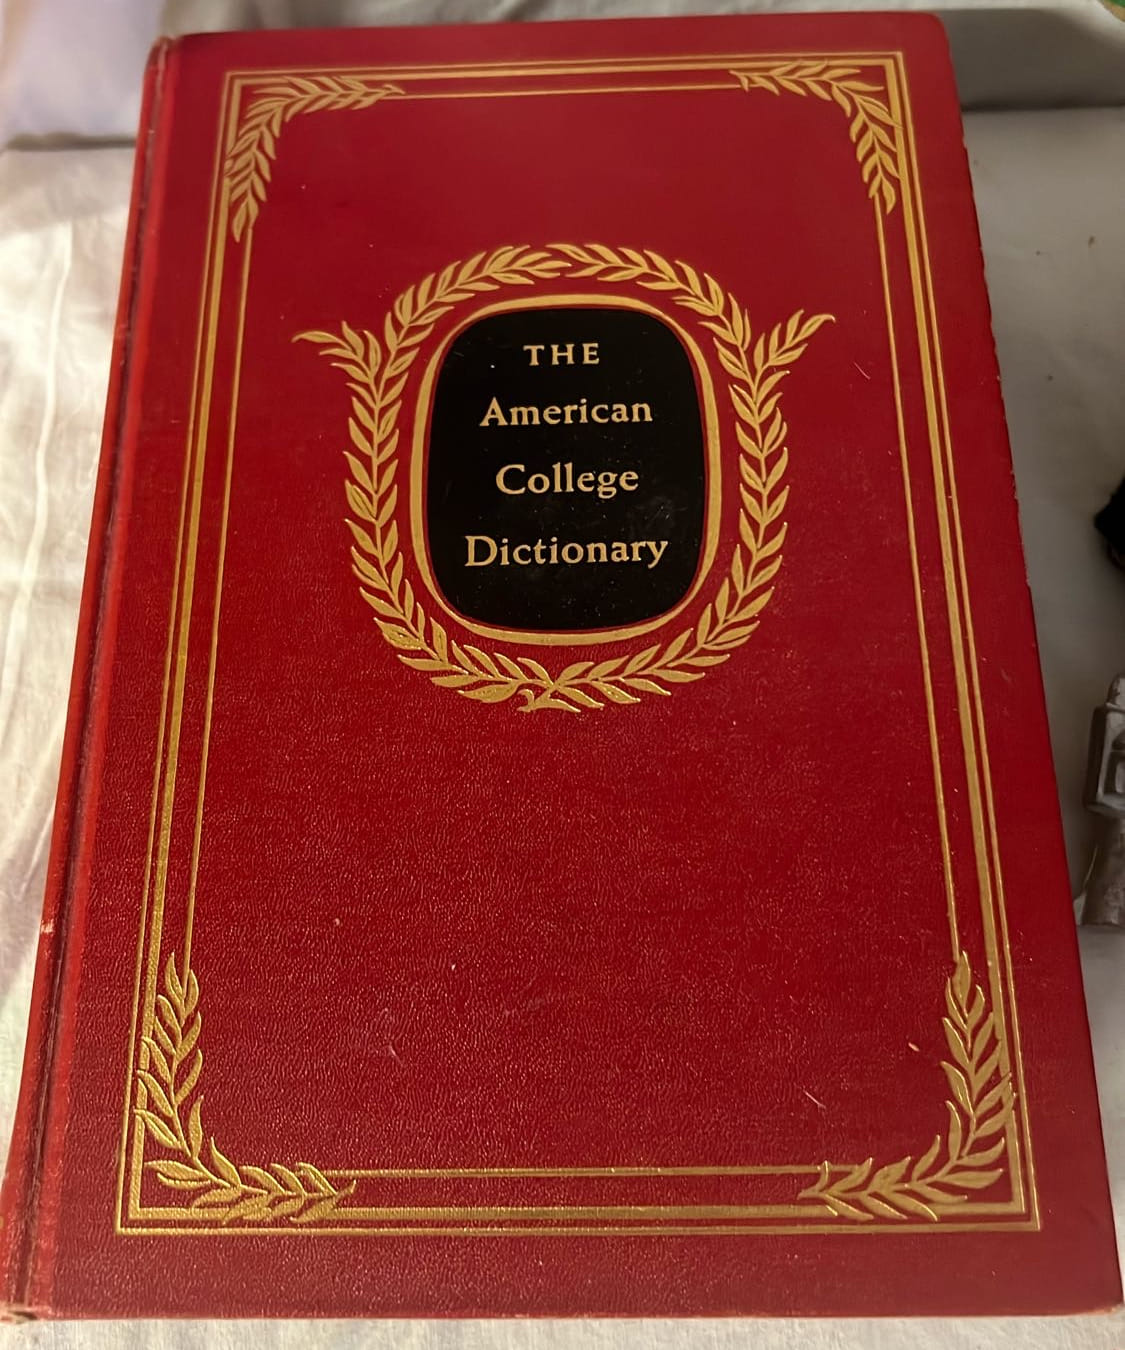 THE
American
College
Dictionary